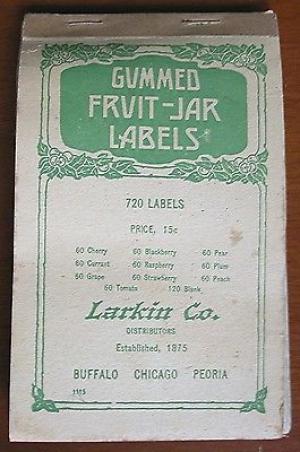 GUMMED
FRUIT-JAR
LABELS
720 LABELS
PRICE, 15c
60 Cherry 60 Blackberry 60 Pear
60 Currant 60 Raspberry 60 Plum
60 Grape 60 Strawberry 60 Peach
60 Tomato 120 Blank
Larkin Co.
DISTRIBUTORS
Established, 1875
BUFFALO CHICAGO PEORIA